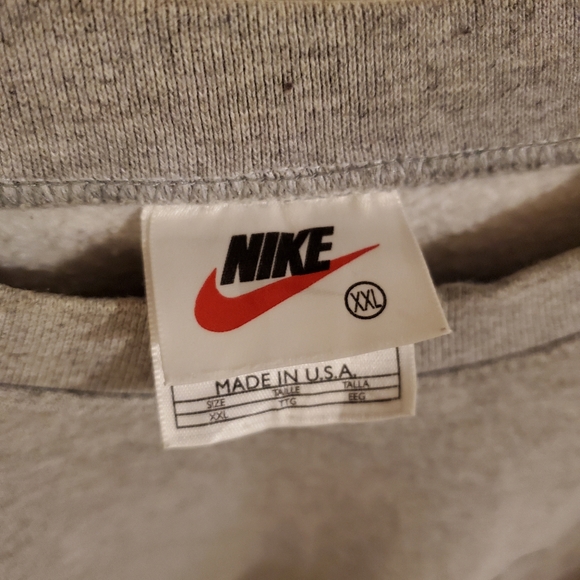 NIKE
XXL
MADE IN U.S.A.
SIZE TAILLE TALLA
XXL TTG EEG